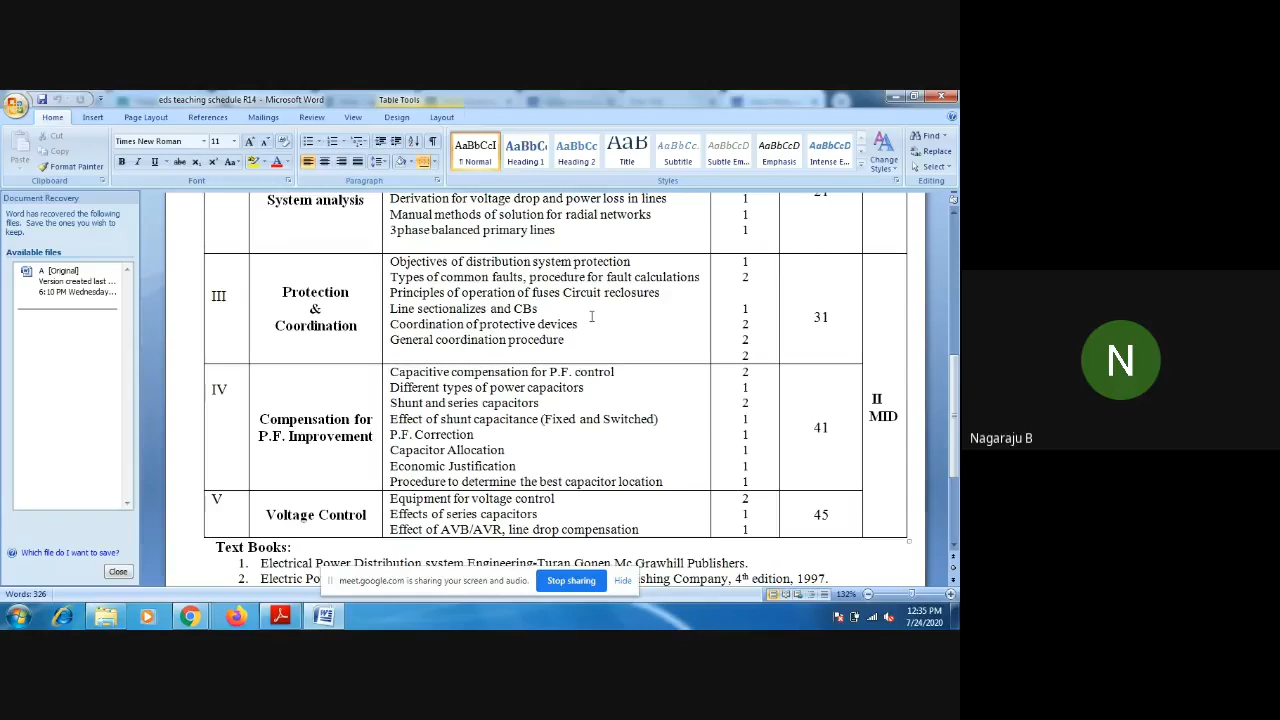 eds teaching schedule R14 - Microsoft Word
Table Tools
Home Insert Page Layout References Mailings Review View Design Layout
Paste
Cut
Copy
Format Painter
Clipboard
Times New Roman 11
Font
Paragraph
AaBbCcI AaBbC AaBbCc AaB AaBbCc. AaBbCcD AaBbCcD AaBbCcD
¶ Normal Heading 1 Heading 2 Title Subtitle Subtle Em... Emphasis Intense E...
Change Styles
Styles
Find
Replace
Select
Editing
Document Recovery
Word has recovered the following
files. Save the ones you wish to
keep.
Available files
A [Original]
Version created last ...
6:10 PM Wednesday...
Which file do I want to save?
Close
System analysis
Derivation for voltage drop and power loss in lines 1
Manual methods of solution for radial networks 1
3phase balanced primary lines 1
III
Protection
&
Coordination
Objectives of distribution system protection 1
Types of common faults, procedure for fault calculations 2
Principles of operation of fuses Circuit reclosures
Line sectionalizes and CBs 1
Coordination of protective devices 2
General coordination procedure 2
2
31
IV
Compensation for
P.F. Improvement
Capacitive compensation for P.F. control 2
Different types of power capacitors 1
Shunt and series capacitors 2
Effect of shunt capacitance (Fixed and Switched) 1
P.F. Correction 1
Capacitor Allocation 1
Economic Justification 1
Procedure to determine the best capacitor location 1
41
II
MID
V
Voltage Control
Equipment for voltage control 2
Effects of series capacitors 1
Effect of AVB/AVR, line drop compensation 1
45
Text Books:
1. Electrical Power Distribution system Engineering-Turan Gonen Mc.Grawhill Publishers.
2. Electric Po
shing Company, 4th edition, 1997.
meet.google.com is sharing your screen and audio.
Stop sharing
Hide
Words: 326
132%
12:35 PM
7/24/2020
N
Nagaraju B